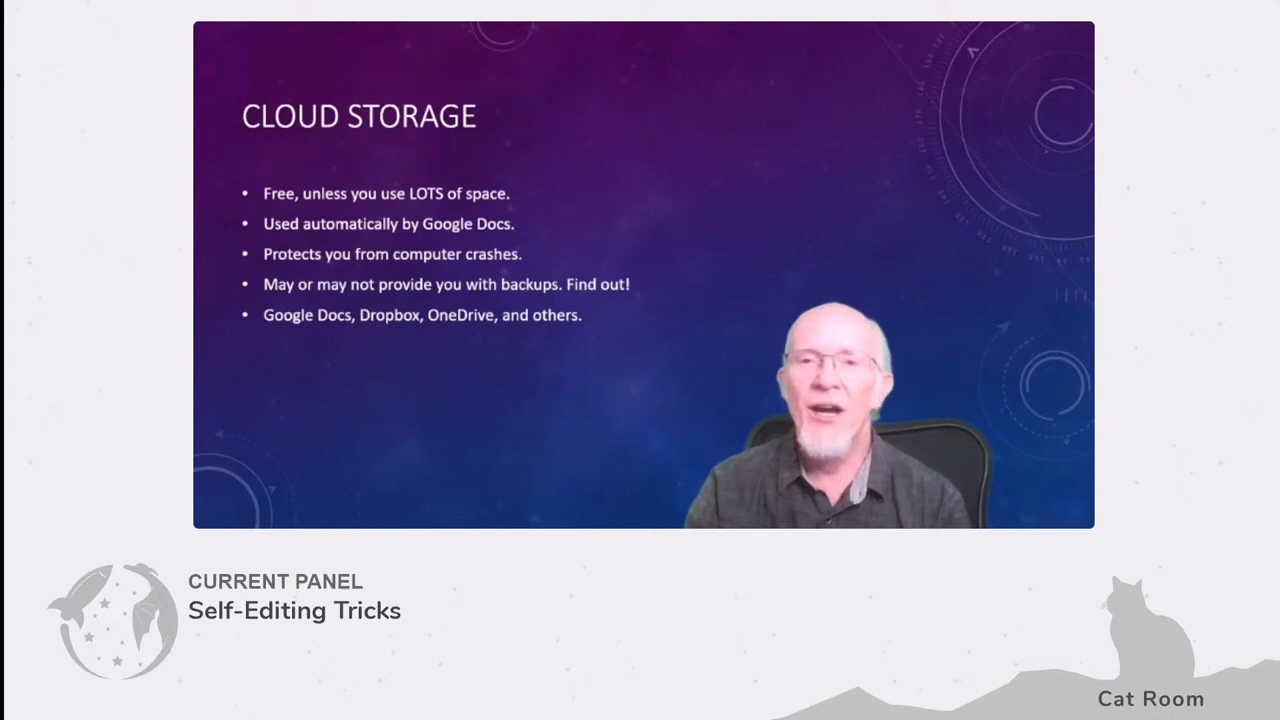 CLOUD STORAGE
• Free, unless you use LOTS of space.
• Used automatically by Google Docs.
• Protects you from computer crashes.
• May or may not provide you with backups. Find out!
• Google Docs, Dropbox, OneDrive, and others.
CURRENT PANEL
Self-Editing Tricks
Cat Room